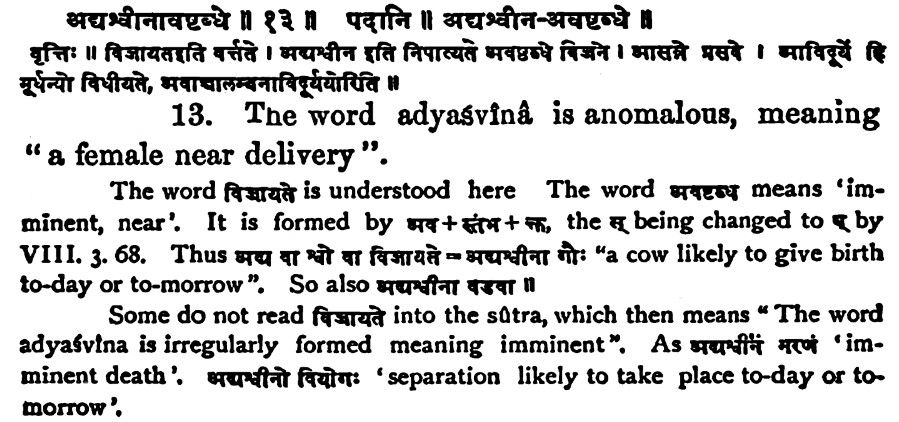 अद्यश्वीनावष्टब्धे ॥ १३ ॥ पदानि ॥ अद्यश्वीन-अवष्टब्धे ॥
वृत्तिः ॥ विजायतइति वर्त्तते । अद्यश्वीन इति निपात्यते अवष्टब्धे विजने । आसन्ने प्रसवे । आविदूर्ये हि
मूर्धन्यो विधीयते, अवाच्चालम्बनाविदूर्ययोरिति ॥
13. The word adyaśvînâ is anomalous, meaning
“a female near delivery”.
The word विजायते is understood here The word अवष्टब्ध means ‘im-
minent, near’. It is formed by अव+स्तंभ+क्त, the स् being changed to ष् by
VIII. 3. 68. Thus अद्य वा श्वो वा विजायते=अद्यश्वीना गौः “a cow likely to give birth
to-day or to-morrow”. So also अद्यश्वीना वडवा ॥
Some do not read विजायते into the sûtra, which then means “The word
adyaśvîna is irregularly formed meaning imminent”. As अद्यश्वीनं मरणं ‘im-
minent death’. अद्यश्वीनो वियोगः ‘separation likely to take place to-day or to-
morrow’.